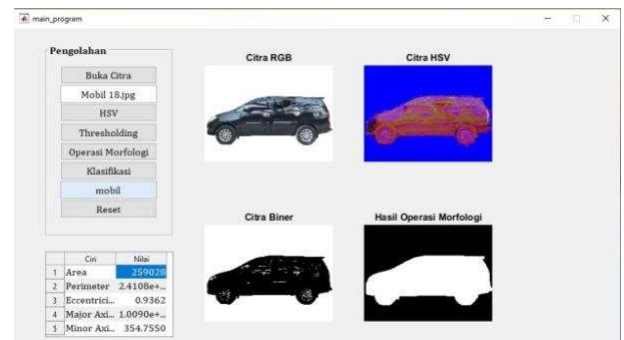 main_program
Pengolahan
Buka Citra
Mobil 18.jpg
HSV
Thresholding
Operasi Morfologi
Klasifikasi
mobil
Reset
Citra RGB
Citra HSV
Citra Biner
Hasil Operasi Morfologi
Ciri Nilai
1 Area 259028
2 Perimeter 2.4108e+...
3 Eccentrici... 0.9362
4 Major Axi... 1.0090e+...
5 Minor Axi... 354.7550